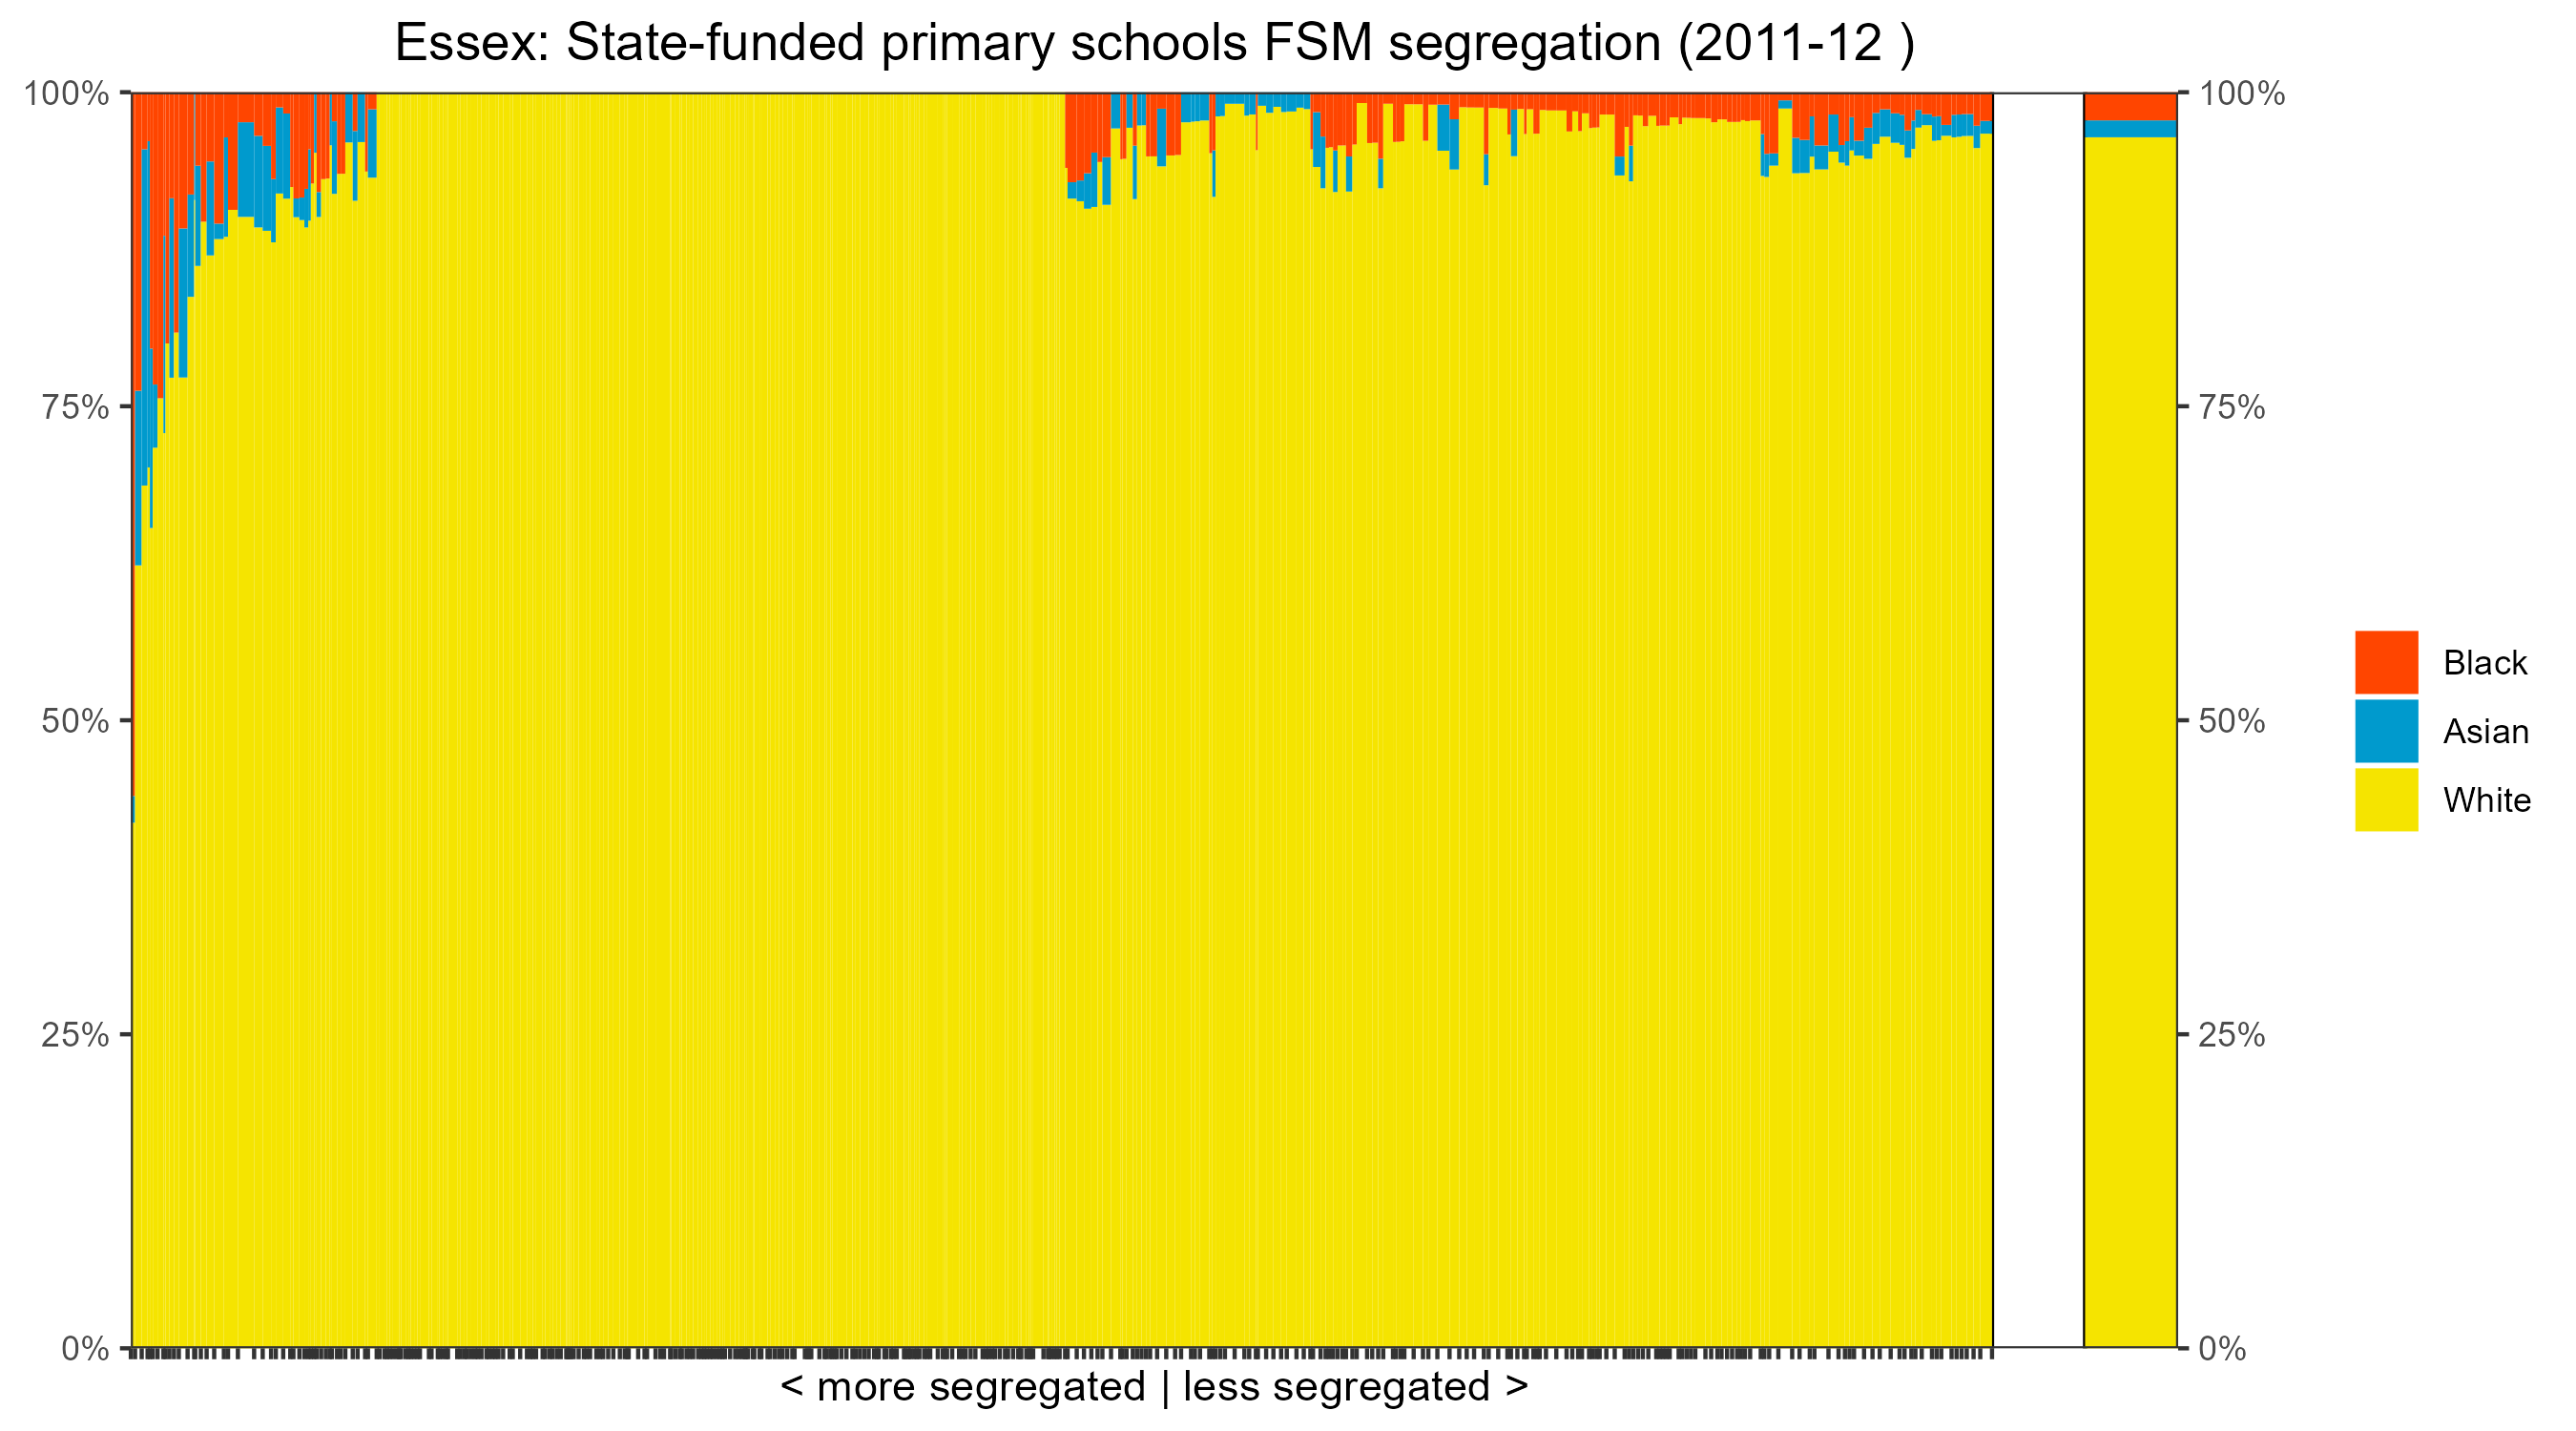 Essex: State-funded primary schools FSM segregation (2011-12 )
100%
75%
50%
25%
0%
100%
75%
50%
25%
0%
Black
Asian
White
< more segregated | less segregated >